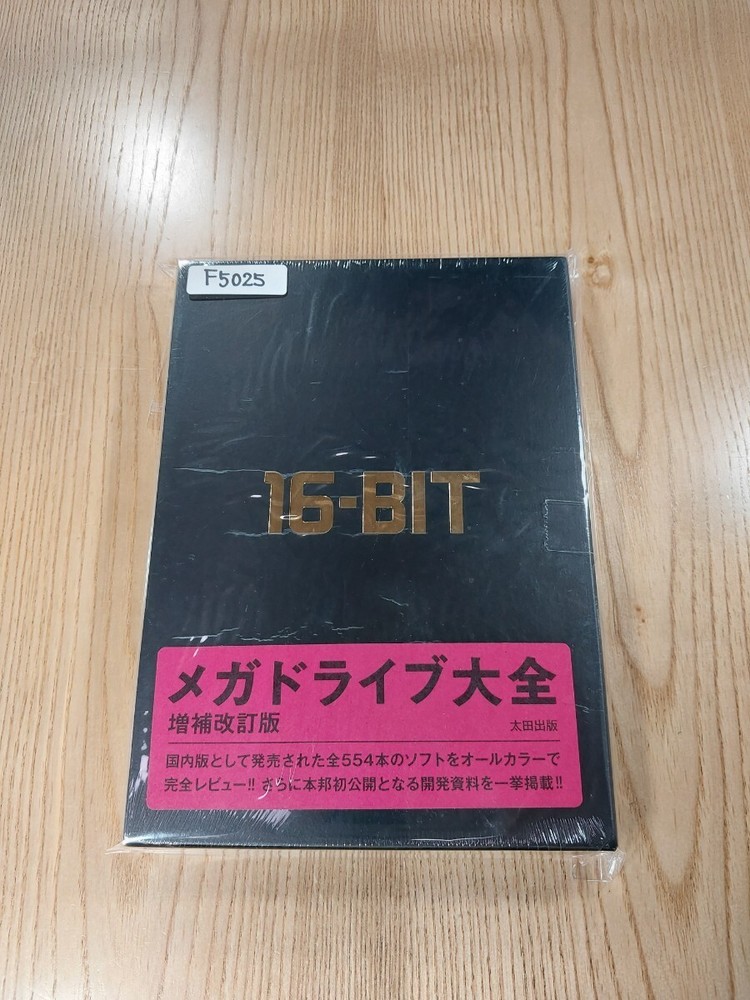 F5025
16-BIT
メガドライブ大全
増補改訂版
太田出版
国内版として発売された全554本のソフトをオールカラーで
完全レビュー!! さらに本邦初公開となる開発資料を一挙掲載!!